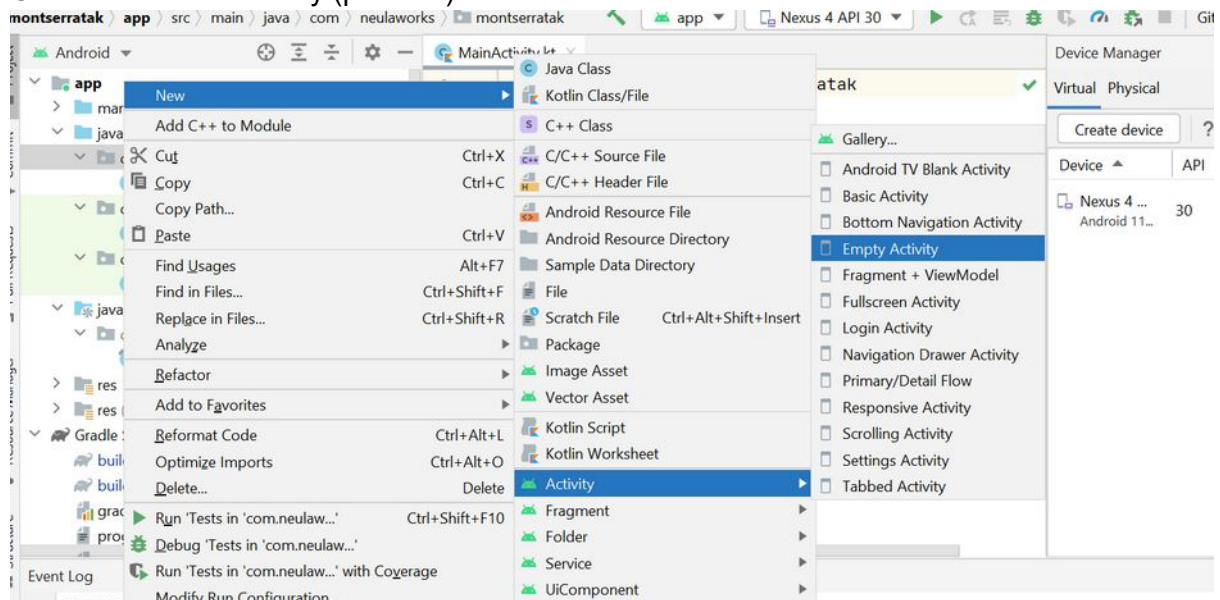 montserratak app src main java com neulaworks montserratak app Nexus 4 API 30 Git
Android MainActivity.kt Device Manager
app
java
res
res
Gradle
New
Add C++ to Module
Cut Ctrl+X
Copy Ctrl+C
Copy Path...
Paste Ctrl+V
Find Usages Alt+F7
Find in Files... Ctrl+Shift+F
Replace in Files... Ctrl+Shift+R
Analyze
Refactor
Add to Favorites
Reformat Code Ctrl+Alt+L
Optimize Imports Ctrl+Alt+O
Delete... Delete
Run 'Tests in 'com.neulaw...' Ctrl+Shift+F10
Debug 'Tests in 'com.neulaw...'
Run 'Tests in 'com.neulaw...' with Coverage
Modify Run Configuration...
Java Class
Kotlin Class/File
C++ Class
C/C++ Source File
C/C++ Header File
Android Resource File
Android Resource Directory
Sample Data Directory
File
Scratch File Ctrl+Alt+Shift+Insert
Package
Image Asset
Vector Asset
Kotlin Script
Kotlin Worksheet
Activity
Fragment
Folder
Service
UiComponent
atak
Gallery...
Android TV Blank Activity
Basic Activity
Bottom Navigation Activity
Empty Activity
Fragment + ViewModel
Fullscreen Activity
Login Activity
Navigation Drawer Activity
Primary/Detail Flow
Responsive Activity
Scrolling Activity
Settings Activity
Tabbed Activity
Virtual Physical
Create device ?
Device API
Nexus 4 ... 30
Android 11...
Event Log